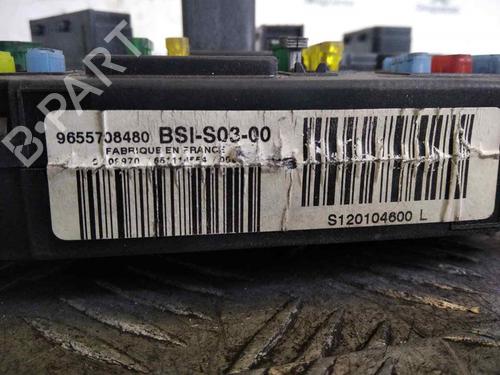 B-PART
9655708480 BSI-S03-00
FABRIQUE EN FRANCE
S120104600 L